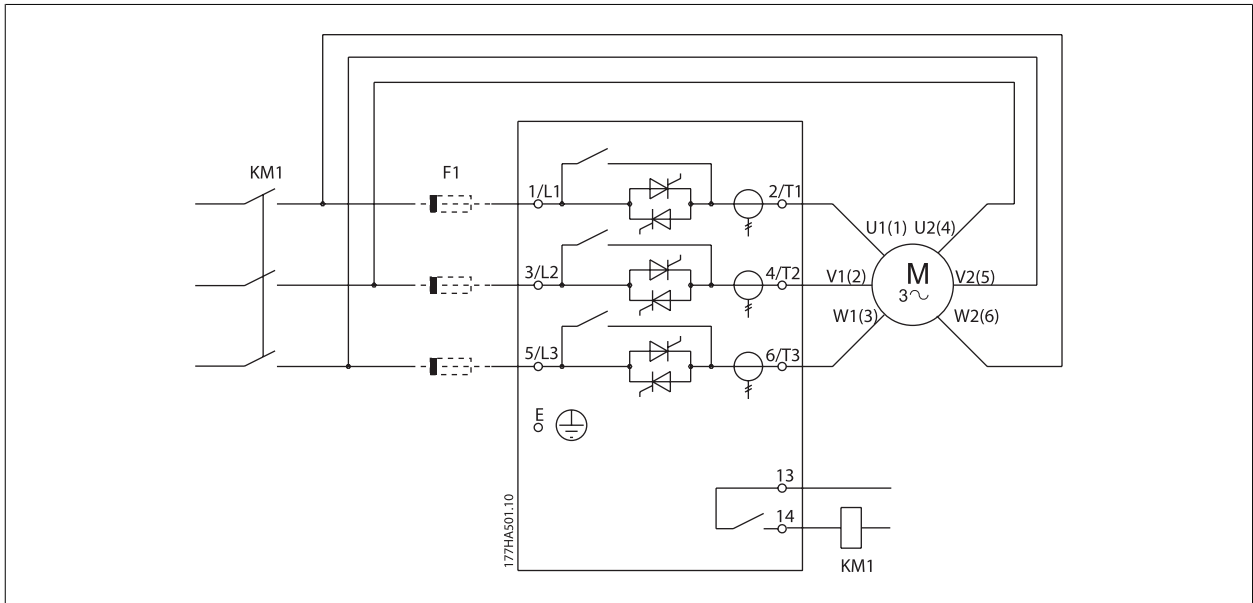 KM1
F1
1/L1
2/T1
U1(1) U2(4)
3/L2
4/T2
V1(2)
M
3~
V2(5)
W1(3)
W2(6)
5/L3
6/T3
E
13
14
KM1
177HA501.10